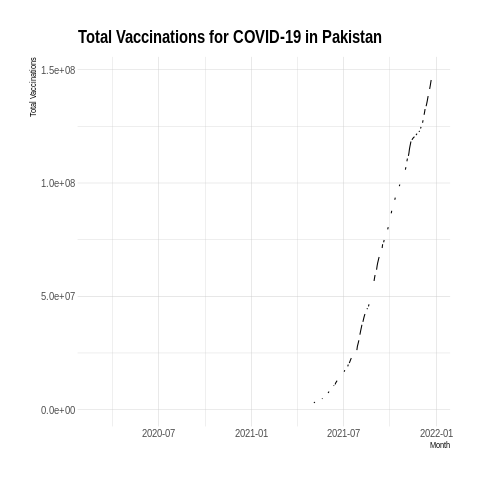 Total Vaccinations for COVID-19 in Pakistan
Total Vaccinations
1.5e+08
1.0e+08
5.0e+07
0.0e+00
2020-07 2021-01 2021-07 2022-01
Month